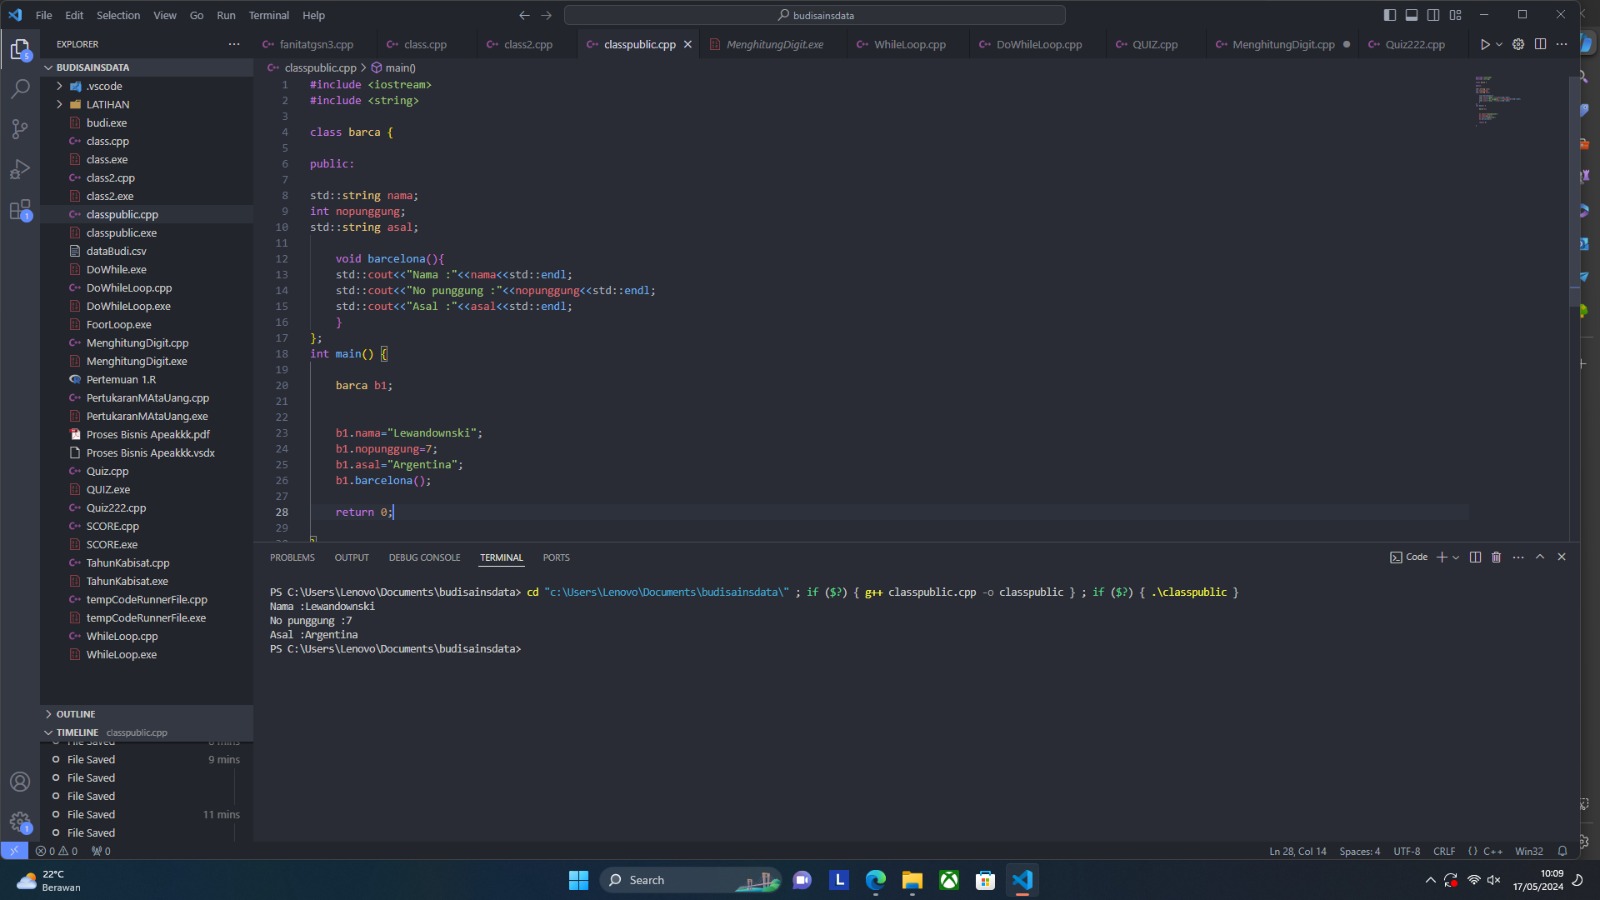 File Edit Selection View Go Run Terminal Help
budisainsdata
EXPLORER
fanitatgsn3.cpp
class.cpp
class2.cpp
classpublic.cpp
MenghitungDigit.exe
WhileLoop.cpp
DoWhileLoop.cpp
QUIZ.cpp
MenghitungDigit.cpp
Quiz222.cpp
BUDISAINSDATA
.vscode
LATIHAN
budi.exe
class.cpp
class.exe
class2.cpp
class2.exe
classpublic.cpp
classpublic.exe
dataBudi.csv
DoWhile.exe
DoWhileLoop.cpp
DoWhileLoop.exe
FoorLoop.exe
MenghitungDigit.cpp
MenghitungDigit.exe
Pertemuan 1.R
PertukaranMAtaUang.cpp
PertukaranMAtaUang.exe
Proses Bisnis Apeakkk.pdf
Proses Bisnis Apeakkk.vsdx
Quiz.cpp
QUIZ.exe
Quiz222.cpp
SCORE.cpp
SCORE.exe
TahunKabisat.cpp
TahunKabisat.exe
tempCodeRunnerFile.cpp
tempCodeRunnerFile.exe
WhileLoop.cpp
WhileLoop.exe
OUTLINE
TIMELINE classpublic.cpp
File Saved 9 mins
File Saved
File Saved
File Saved 11 mins
File Saved
classpublic.cpp > main()
1 #include <iostream>
2 #include <string>
3
4 class barca {
5
6 public:
7
8 std::string nama;
9 int nopunggung;
10 std::string asal;
11
12 void barcelona(){
13 std::cout<<"Nama :"<<nama<<std::endl;
14 std::cout<<"No punggung :"<<nopunggung<<std::endl;
15 std::cout<<"Asal :"<<asal<<std::endl;
16 }
17 };
18 int main() {
19
20 barca b1;
21
22
23 b1.nama="Lewandownski";
24 b1.nopunggung=7;
25 b1.asal="Argentina";
26 b1.barcelona();
27
28 return 0;
29
PROBLEMS OUTPUT DEBUG CONSOLE TERMINAL PORTS
Code
PS C:\Users\Lenovo\Documents\budisainsdata> cd "c:\Users\Lenovo\Documents\budisainsdata\" ; if ($?) { g++ classpublic.cpp -o classpublic } ; if ($?) { .\classpublic }
Nama :Lewandownski
No punggung :7
Asal :Argentina
PS C:\Users\Lenovo\Documents\budisainsdata>
0 0 0
Ln 28, Col 14 Spaces: 4 UTF-8 CRLF {} C++ Win32
22°C
Berawan
Search
L
10:09
17/05/2024